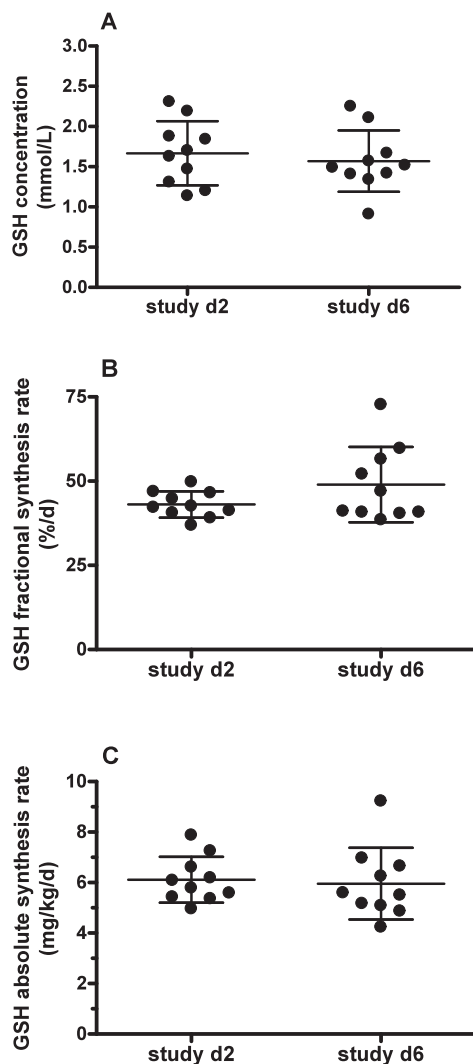 A
GSH concentration
(mmol/L)
3.0
2.5
2.0
1.5
1.0
0.5
0.0
study d2
study d6
B
GSH fractional synthesis rate
(%/d)
75
50
25
0
study d2
study d6
C
GSH absolute synthesis rate
(mg/kg/d)
10
8
6
4
2
0
study d2
study d6